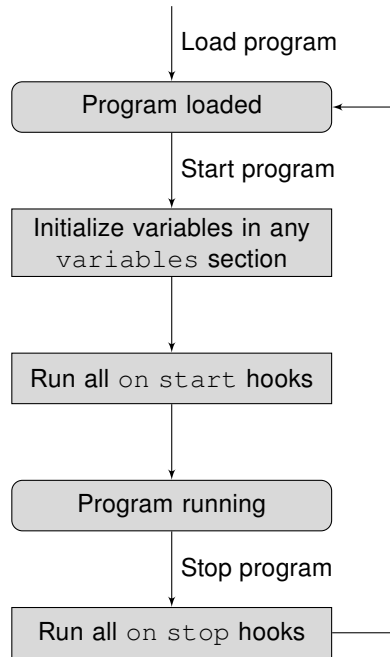 Load program
Program loaded
Start program
Initialize variables in any
variables section
Run all on start hooks
Program running
Stop program
Run all on stop hooks